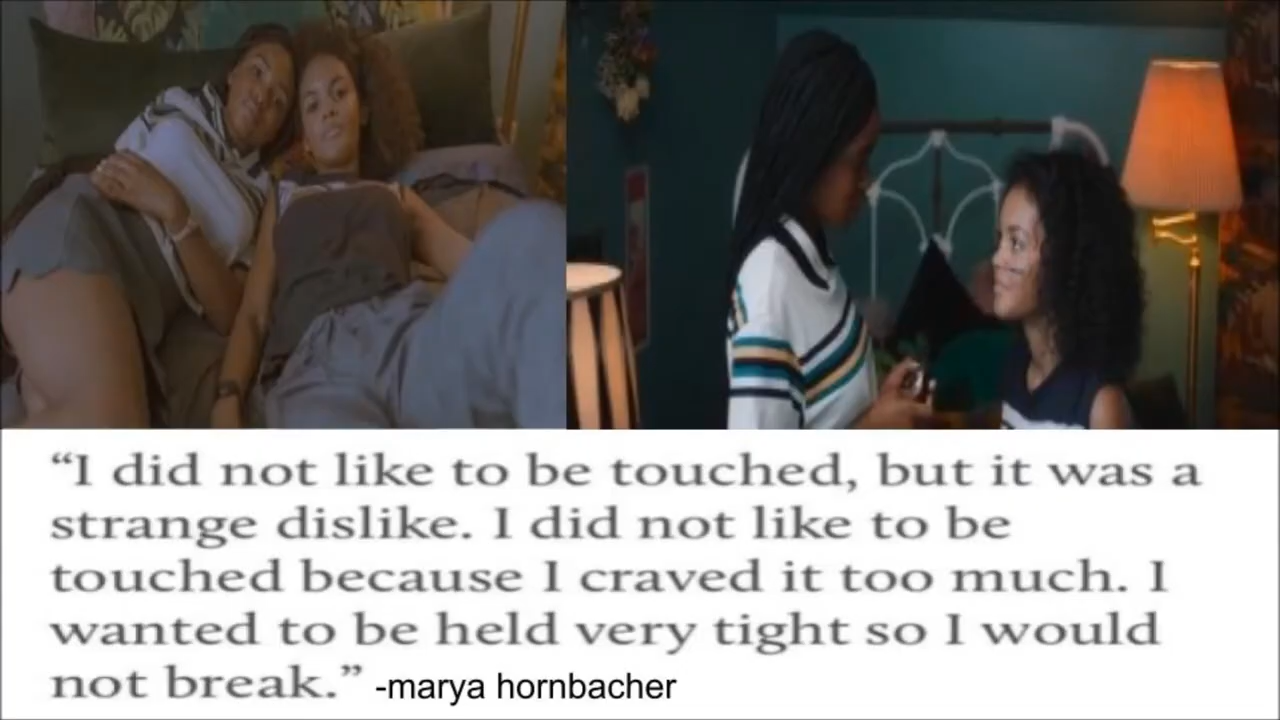 “I did not like to be touched, but it was a
strange dislike. I did not like to be
touched because I craved it too much. I
wanted to be held very tight so I would
not break.” -marya hornbacher